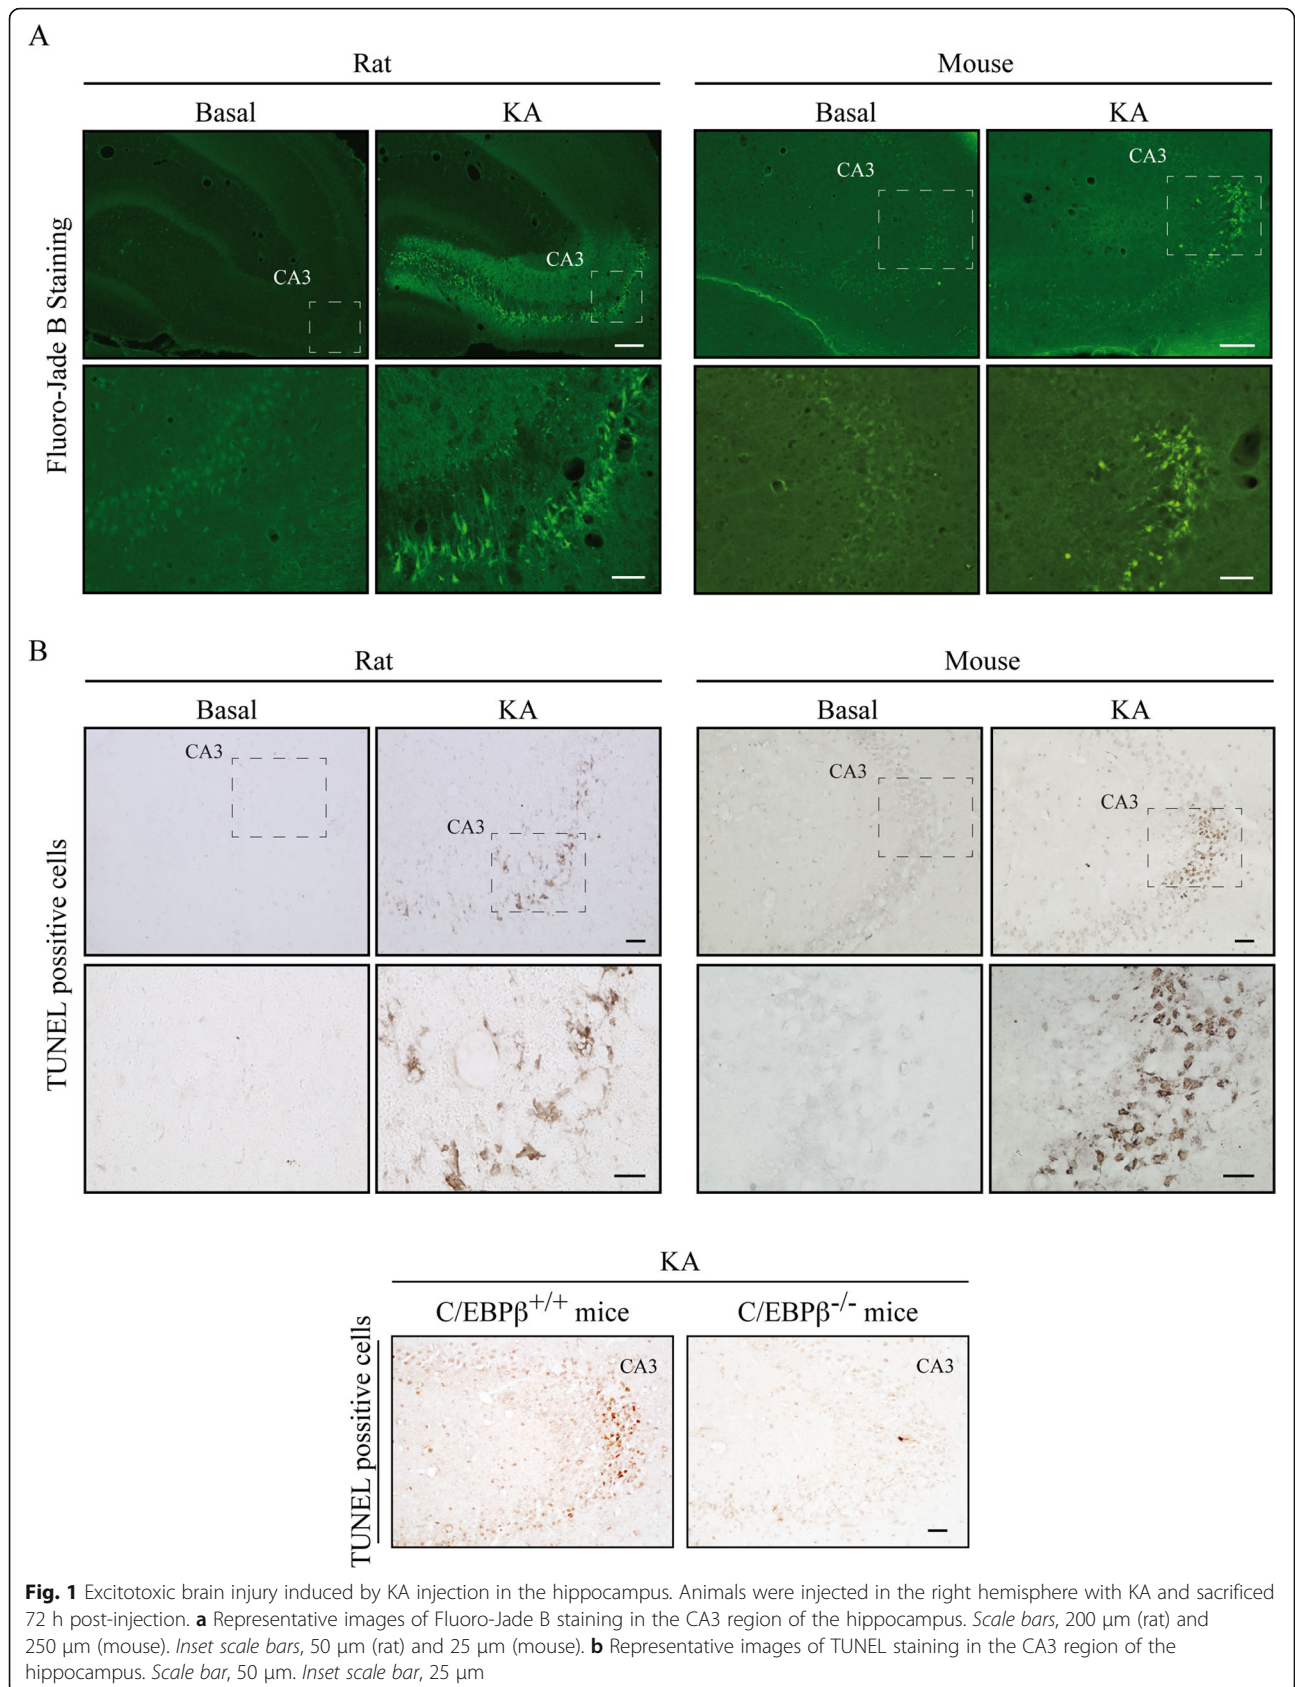 A
Rat
Mouse
Basal
KA
Basal
KA
Fluoro-Jade B Staining
CA3
CA3
CA3
CA3
B
Rat
Mouse
Basal
KA
Basal
KA
TUNEL possitive cells
CA3
CA3
CA3
CA3
KA
C/EBPβ+/+ mice
C/EBPβ-/- mice
TUNEL possitive cells
CA3
CA3
Fig. 1 Excitotoxic brain injury induced by KA injection in the hippocampus. Animals were injected in the right hemisphere with KA and sacrificed
72 h post-injection. a Representative images of Fluoro-Jade B staining in the CA3 region of the hippocampus. Scale bars, 200 μm (rat) and
250 μm (mouse). Inset scale bars, 50 μm (rat) and 25 μm (mouse). b Representative images of TUNEL staining in the CA3 region of the
hippocampus. Scale bar, 50 μm. Inset scale bar, 25 μm